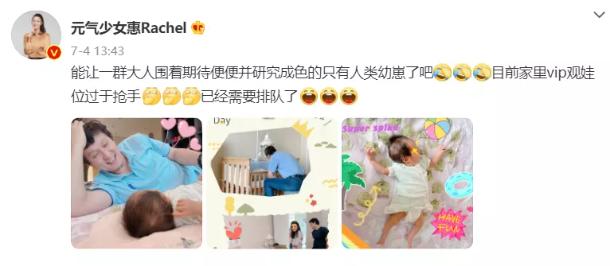 元气少女惠Rachel
7-4 13:43
能让一群大人围着期待便便并研究成色的只有人类幼崽了吧🤣🤣🤣目前家里vip观娃
位过于抢手🤭🤭🤭已经需要排队了😆😆😆
Day
Super spike
HAVE
FUN